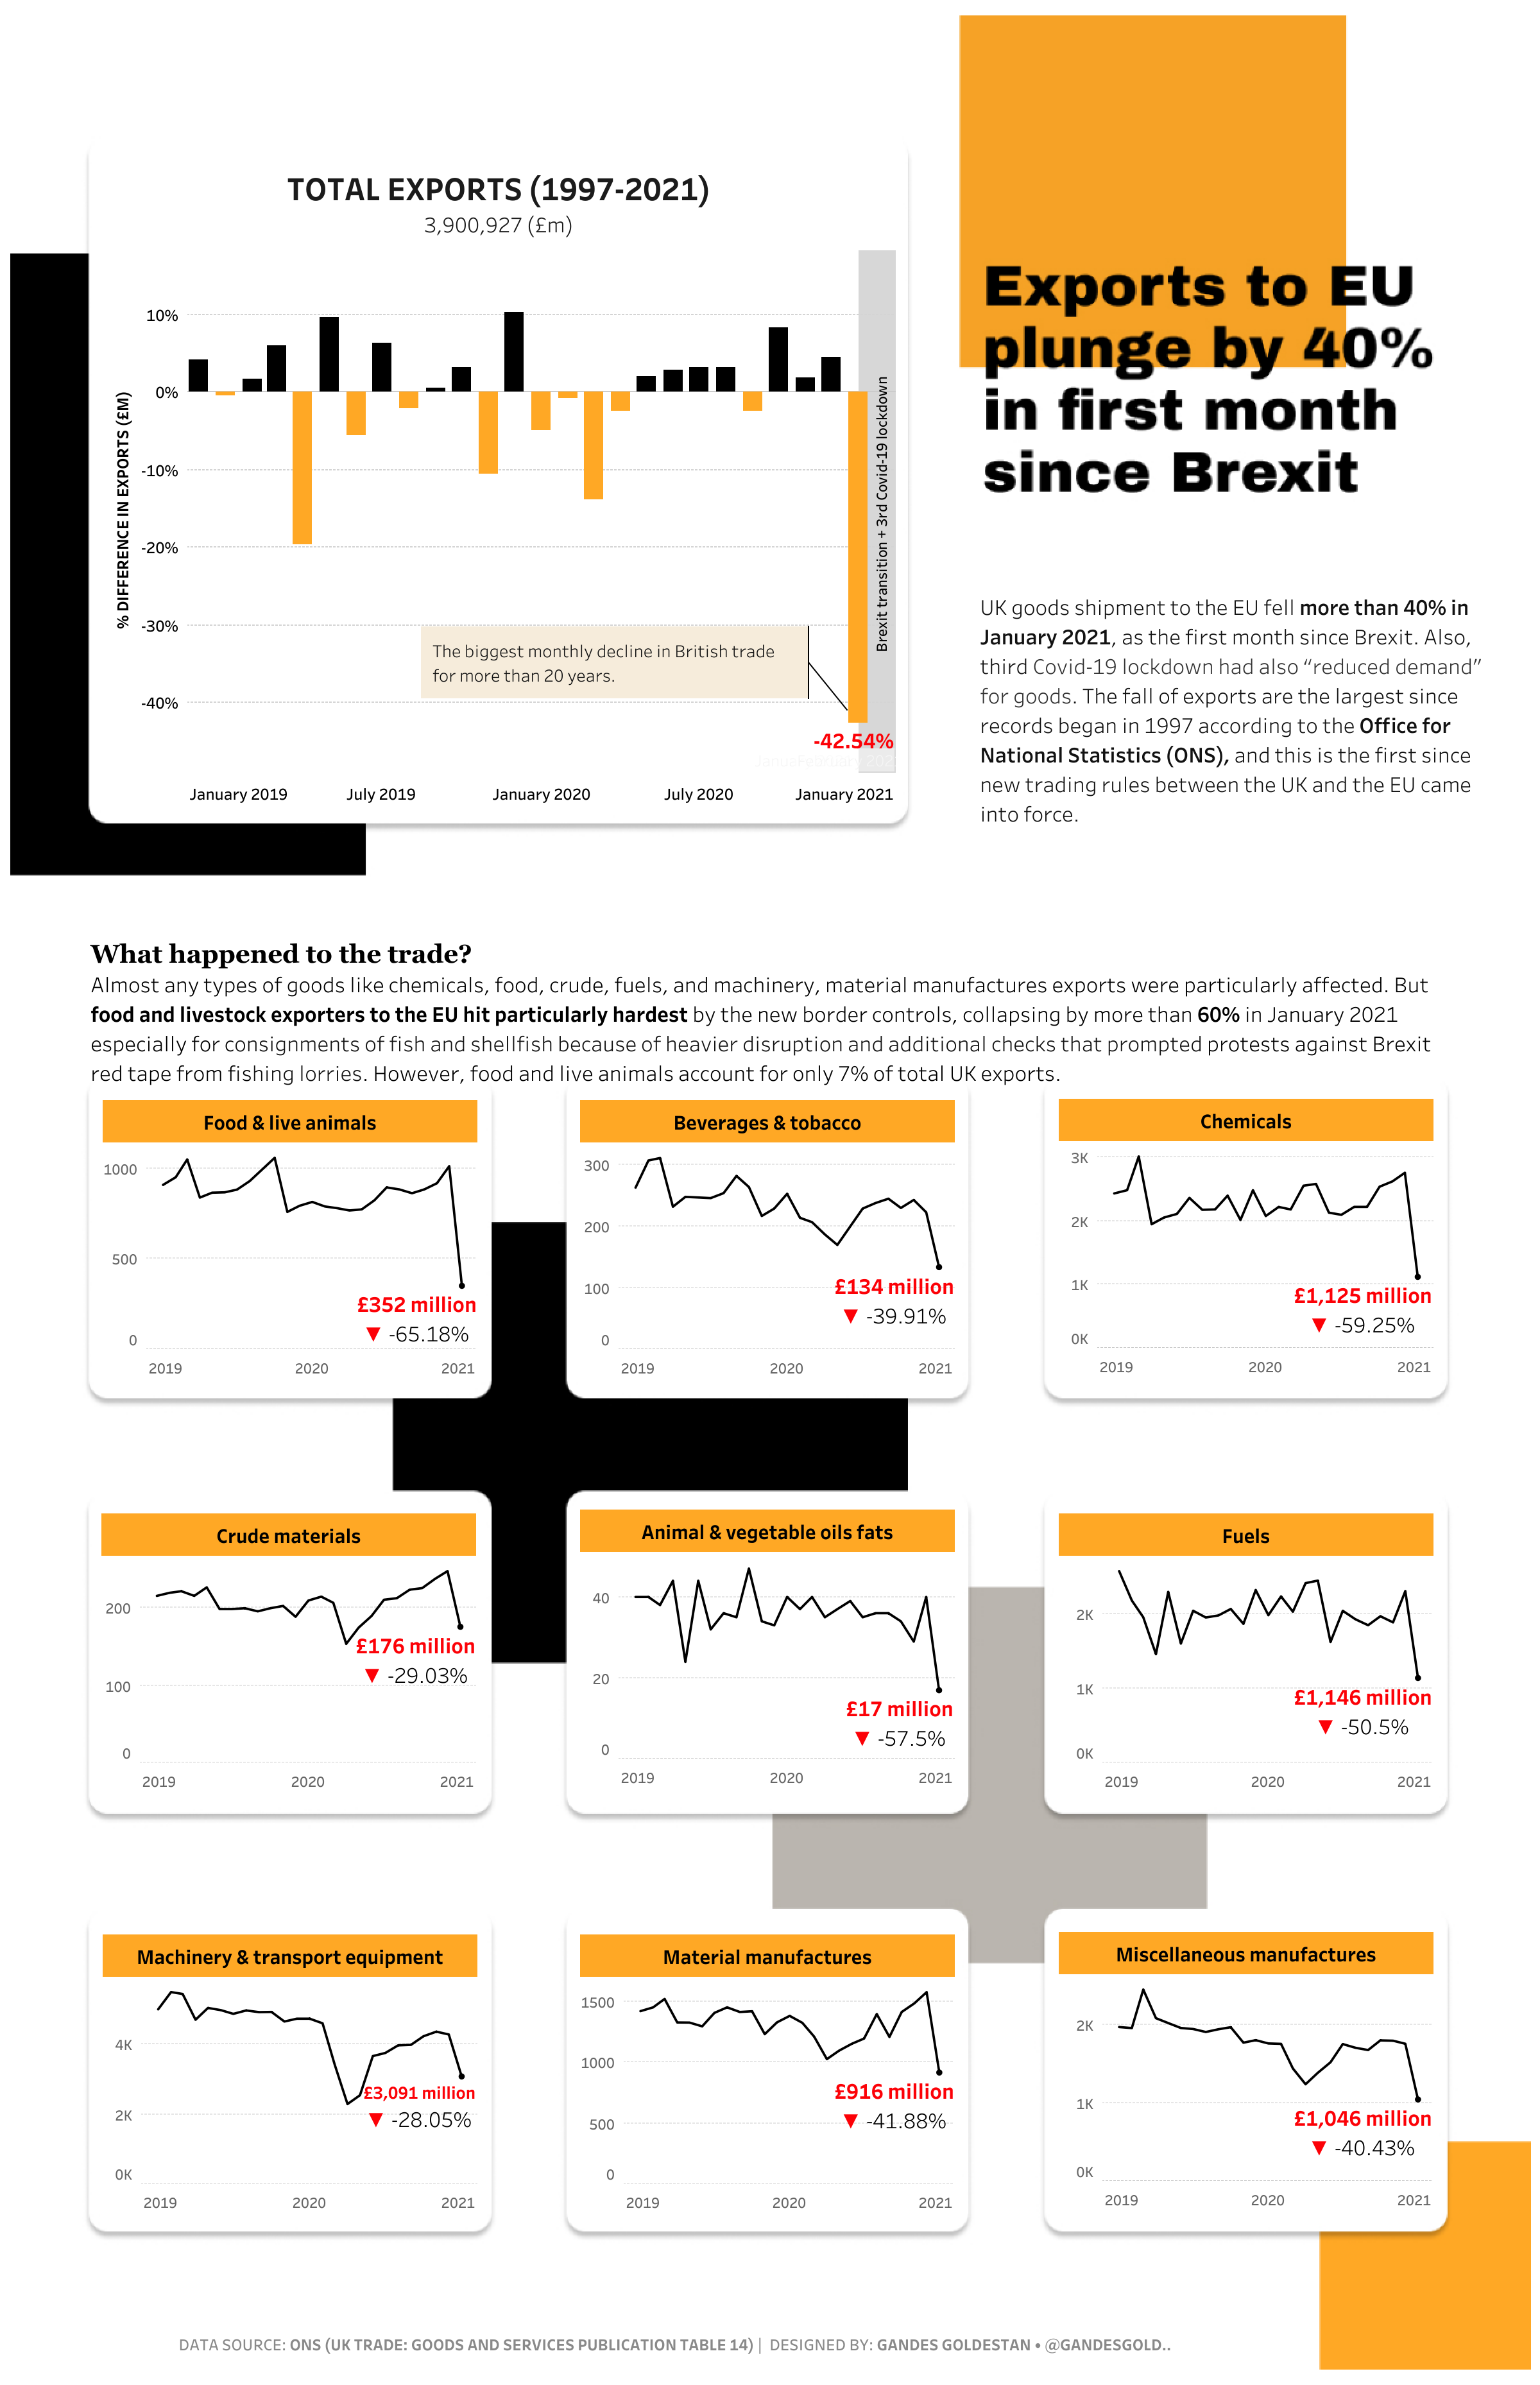 TOTAL EXPORTS (1997-2021)
3,900,927 (£m)
% DIFFERENCE IN EXPORTS (£M)
10%
0%
-10%
-20%
-30%
-40%
Brexit transition + 3rd Covid-19 lockdown
The biggest monthly decline in British trade
for more than 20 years.
-42.54%
January 2019
July 2019
January 2020
July 2020
January 2021
Exports to EU
plunge by 40%
in first month
since Brexit
UK goods shipment to the EU fell more than 40% in
January 2021, as the first month since Brexit. Also,
third Covid-19 lockdown had also “reduced demand”
for goods. The fall of exports are the largest since
records began in 1997 according to the Office for
National Statistics (ONS), and this is the first since
new trading rules between the UK and the EU came
into force.
What happened to the trade?
Almost any types of goods like chemicals, food, crude, fuels, and machinery, material manufactures exports were particularly affected. But
food and livestock exporters to the EU hit particularly hardest by the new border controls, collapsing by more than 60% in January 2021
especially for consignments of fish and shellfish because of heavier disruption and additional checks that prompted protests against Brexit
red tape from fishing lorries. However, food and live animals account for only 7% of total UK exports.
Food & live animals
1000
500
0
£352 million
▼ -65.18%
2019
2020
2021
Beverages & tobacco
300
200
100
0
£134 million
▼ -39.91%
2019
2020
2021
Chemicals
3K
2K
1K
0K
£1,125 million
▼ -59.25%
2019
2020
2021
Crude materials
200
100
0
£176 million
▼ -29.03%
2019
2020
2021
Animal & vegetable oils fats
40
20
0
£17 million
▼ -57.5%
2019
2020
2021
Fuels
2K
1K
0K
£1,146 million
▼ -50.5%
2019
2020
2021
Machinery & transport equipment
4K
2K
0K
£3,091 million
▼ -28.05%
2019
2020
2021
Material manufactures
1500
1000
500
0
£916 million
▼ -41.88%
2019
2020
2021
Miscellaneous manufactures
2K
1K
0K
£1,046 million
▼ -40.43%
2019
2020
2021
DATA SOURCE: ONS (UK TRADE: GOODS AND SERVICES PUBLICATION TABLE 14) | DESIGNED BY: GANDES GOLDESTAN • @GANDESGOLD..